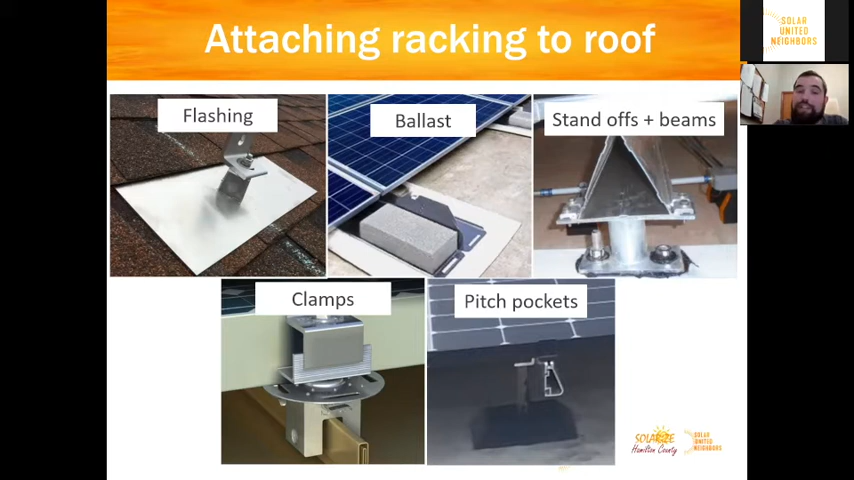 Attaching racking to roof
SOLAR
UNITED
NEIGHBORS
Flashing
Ballast
Stand offs + beams
Clamps
Pitch pockets
SOLARIZE
Hamilton County
SOLAR
UNITED
NEIGHBORS